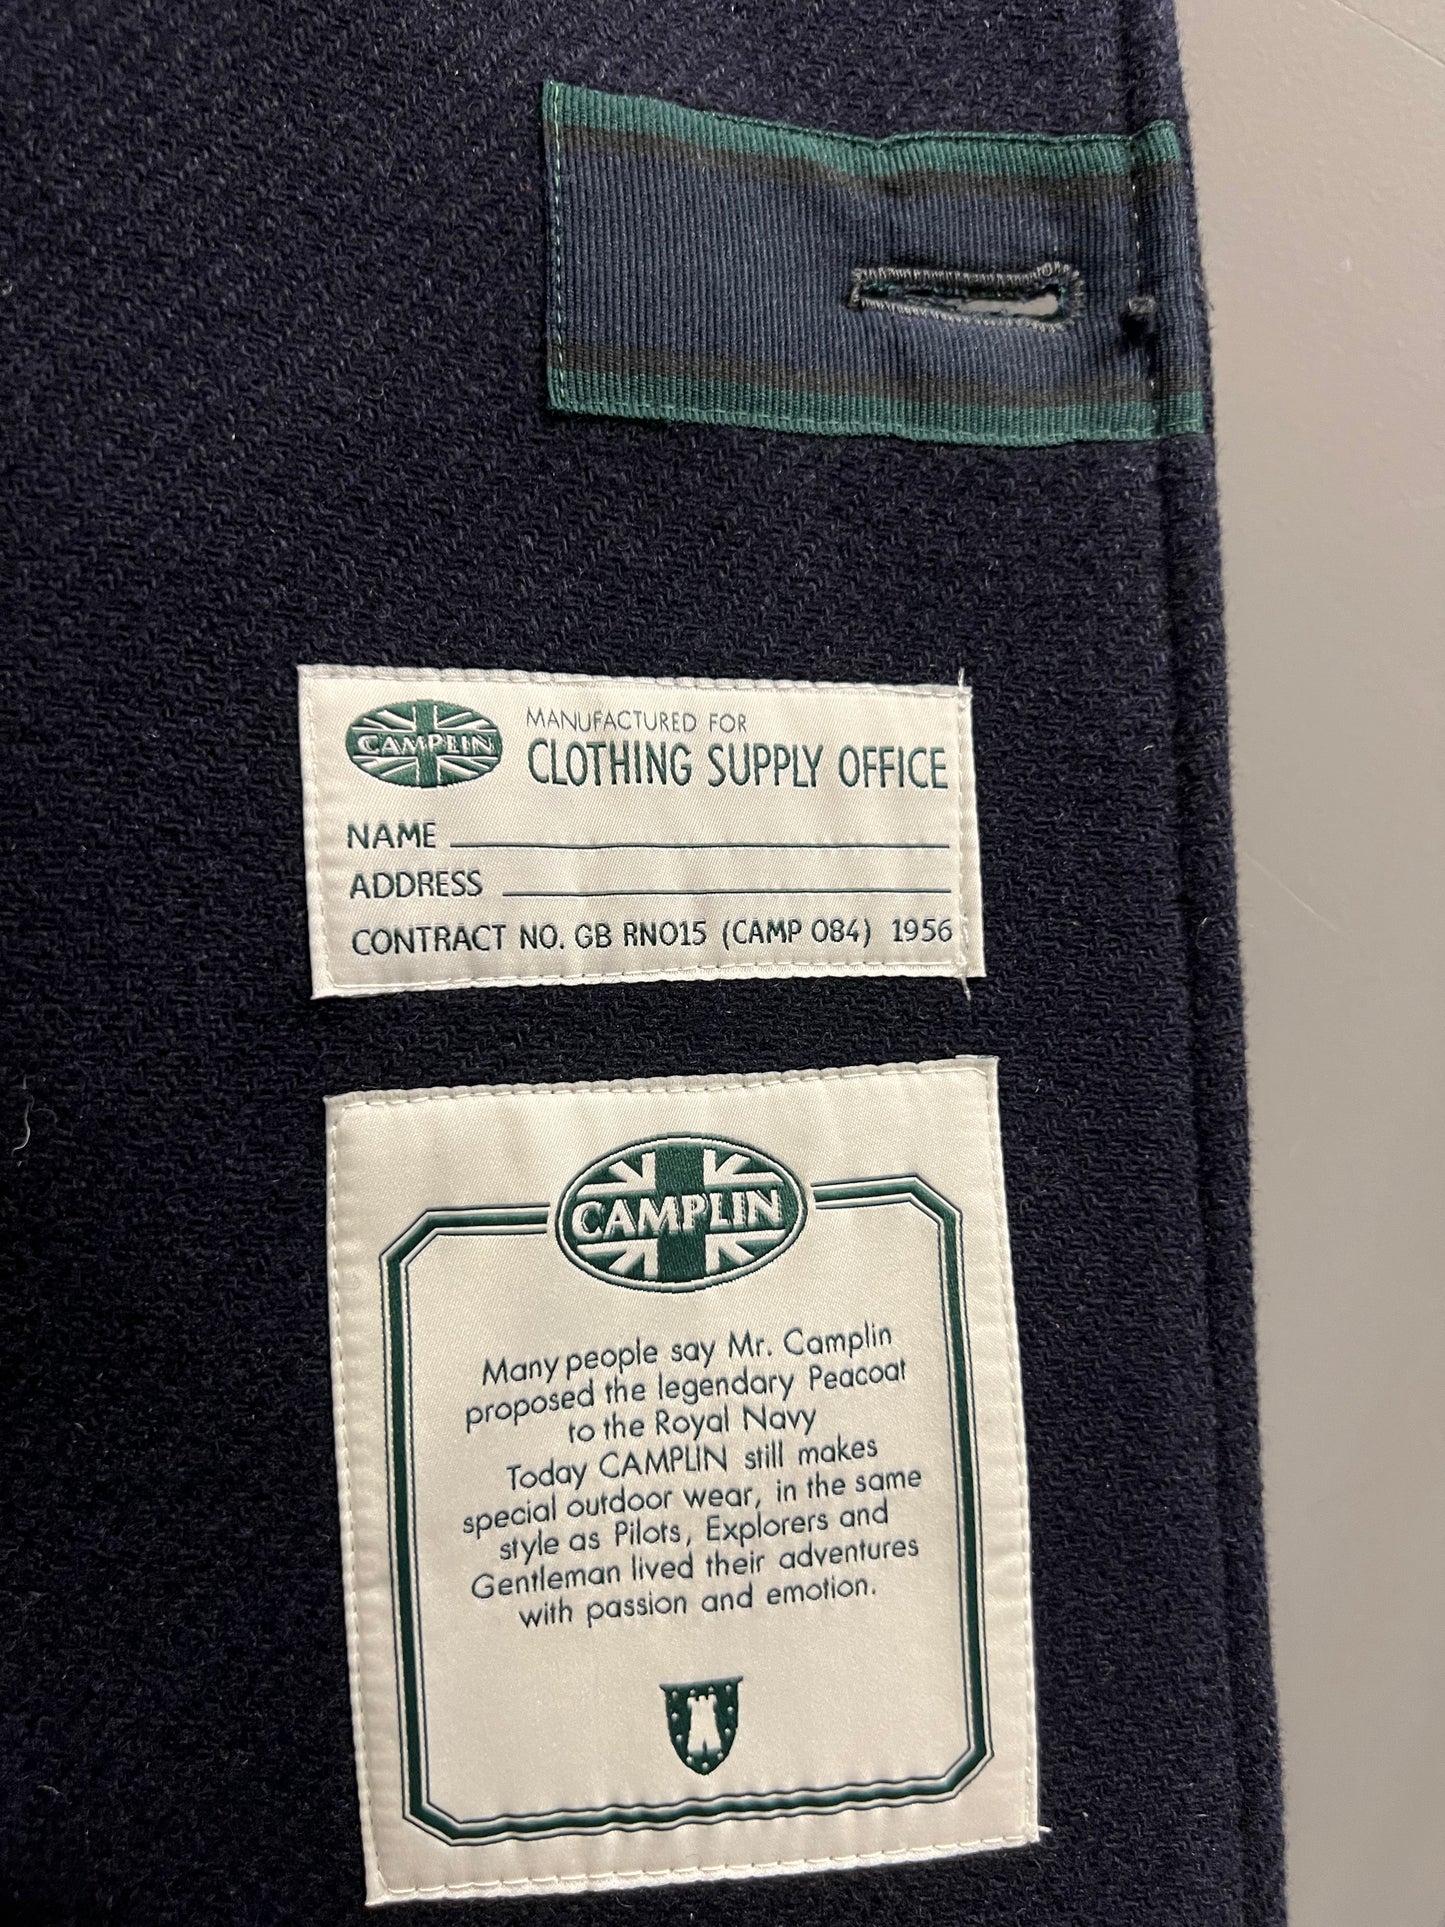 CAMPLIN
MANUFACTURED FOR
CLOTHING SUPPLY OFFICE
NAME
ADDRESS
CONTRACT NO. GB RN015 (CAMP 084) 1956
CAMPLIN
Many people say Mr. Camplin
proposed the legendary Peacoat
to the Royal Navy
Today CAMPLIN still makes
special outdoor wear, in the same
style as Pilots, Explorers and
Gentleman lived their adventures
with passion and emotion.